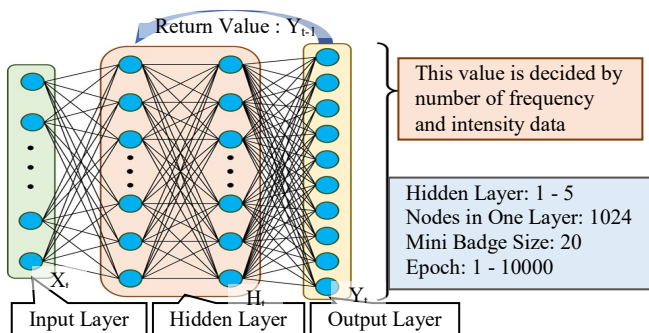 Return Value : Yt-1
This value is decided by
number of frequency
and intensity data
Hidden Layer: 1 - 5
Nodes in One Layer: 1024
Mini Badge Size: 20
Epoch: 1 - 10000
Xt
Ht
Yt
Input Layer
Hidden Layer
Output Layer